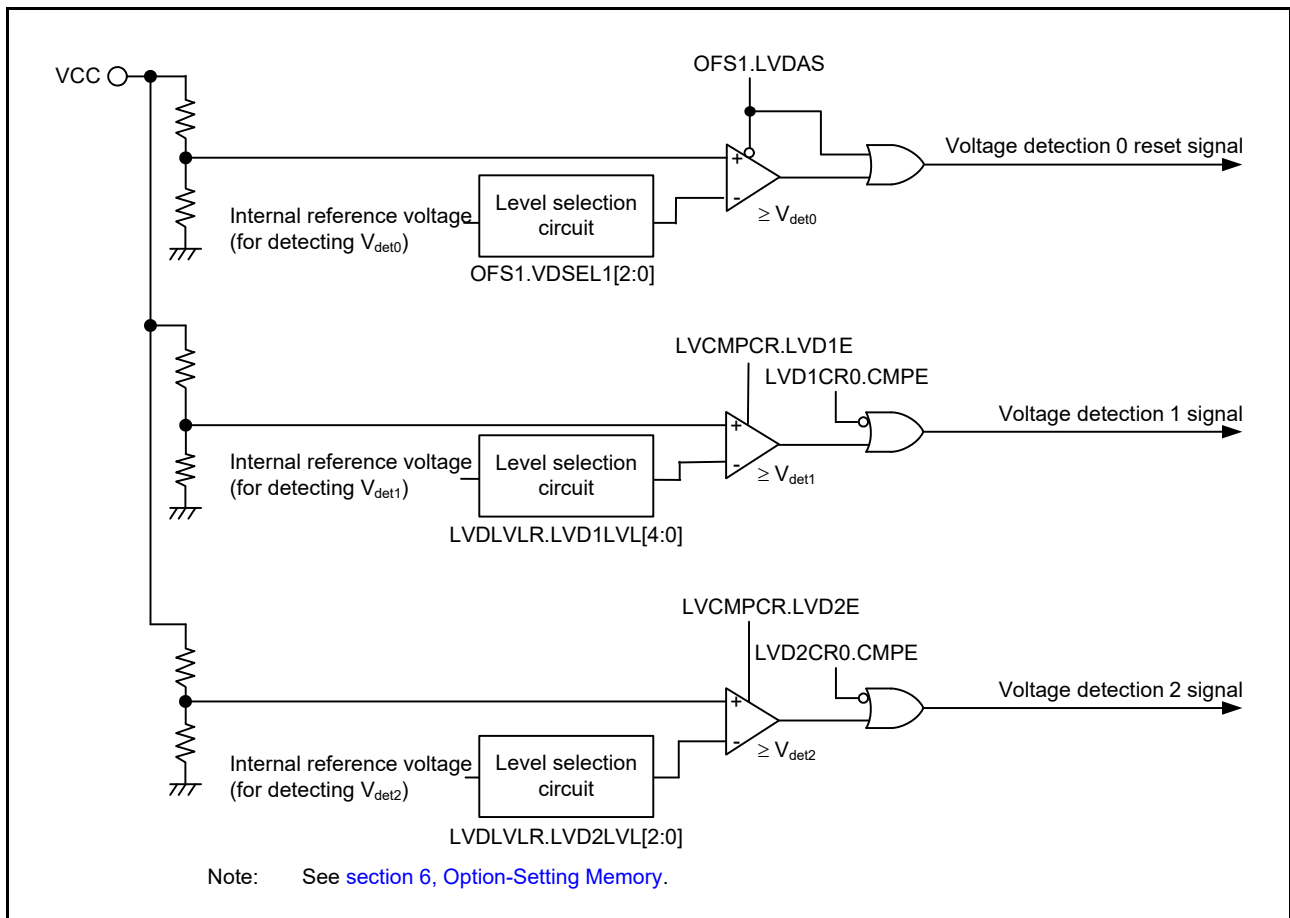 OFS1.LVDAS
VCC
Voltage detection 0 reset signal
+
-
Level selection
circuit
Internal reference voltage
(for detecting Vdet0)
≥ Vdet0
OFS1.VDSEL1[2:0]
LVCMPCR.LVD1E
LVD1CR0.CMPE
Voltage detection 1 signal
+
-
Level selection
circuit
Internal reference voltage
(for detecting Vdet1)
≥ Vdet1
LVDLVLR.LVD1LVL[4:0]
LVCMPCR.LVD2E
LVD2CR0.CMPE
Voltage detection 2 signal
+
-
Level selection
circuit
Internal reference voltage
(for detecting Vdet2)
≥ Vdet2
LVDLVLR.LVD2LVL[2:0]
Note: See section 6, Option-Setting Memory.